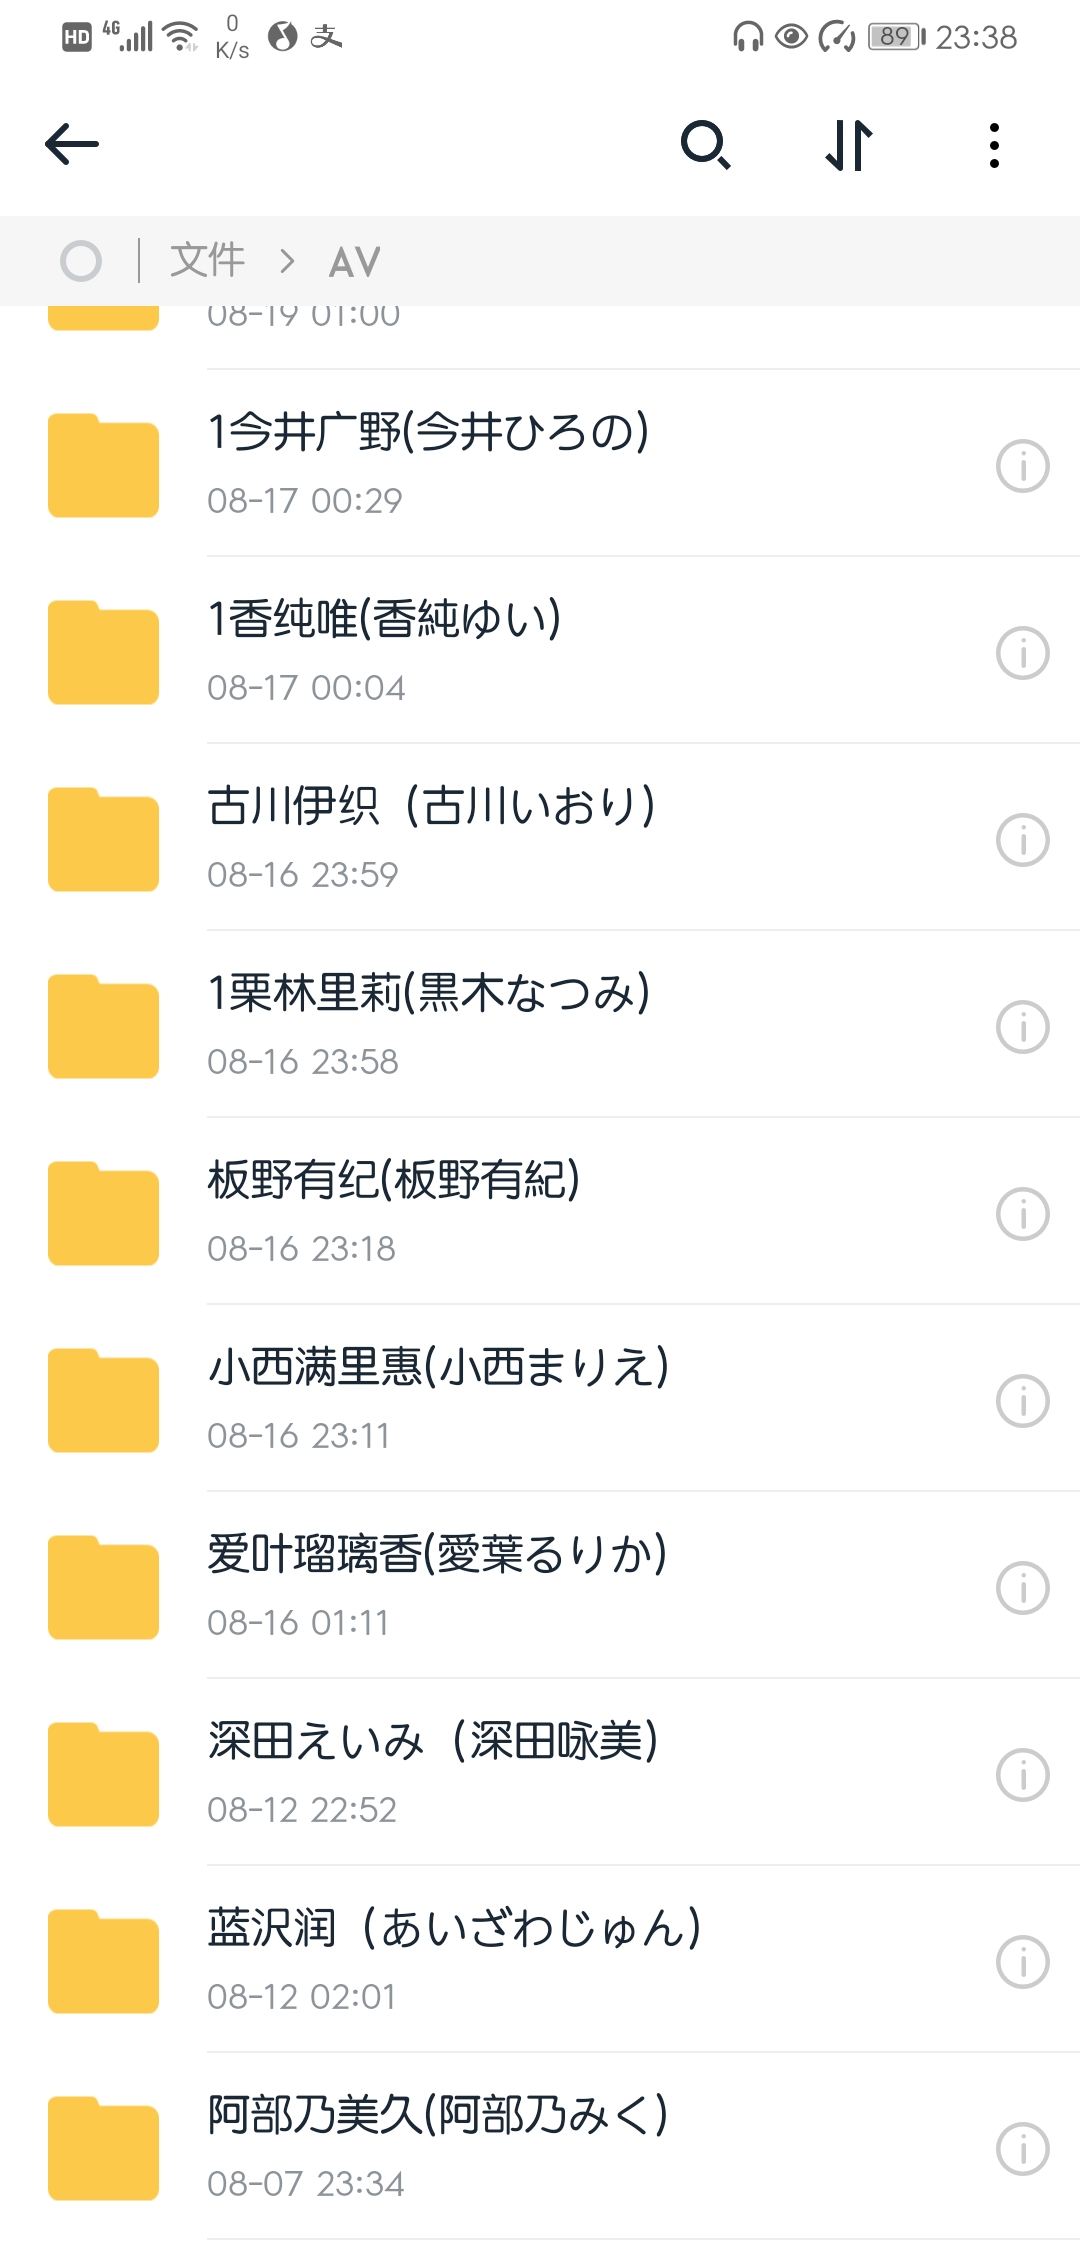 HD 4G 0 K/s 支 89 23:38
文件 > AV
08-19 01:00
1今井广野(今井ひろの)
08-17 00:29
1香纯唯(香純ゆい)
08-17 00:04
古川伊织（古川いおり）
08-16 23:59
1栗林里莉(黒木なつみ)
08-16 23:58
板野有纪(板野有紀)
08-16 23:18
小西满里惠(小西まりえ)
08-16 23:11
爱叶瑠璃香(愛葉るりか)
08-16 01:11
深田えいみ（深田咏美）
08-12 22:52
蓝沢润（あいざわじゅん）
08-12 02:01
阿部乃美久(阿部乃みく)
08-07 23:34